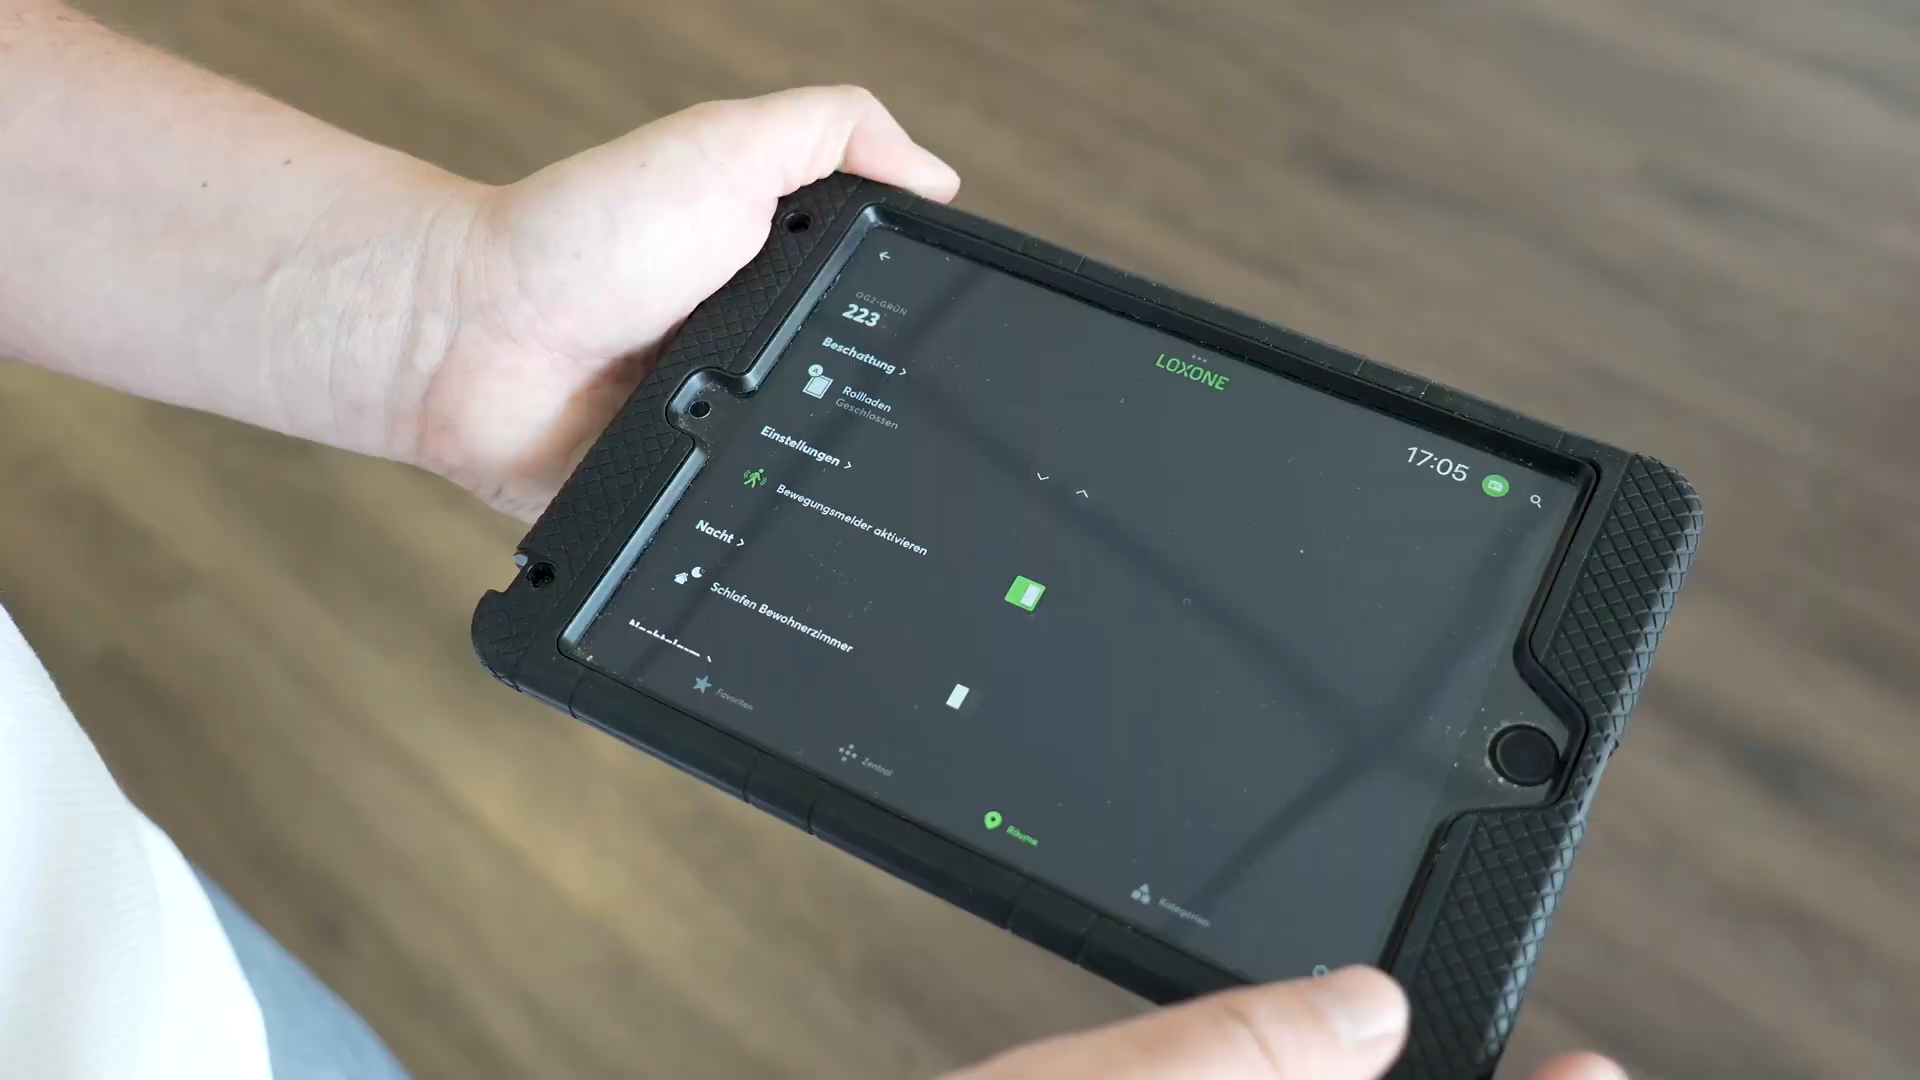 OG2-GRÜN
223
LOXONE
17:05
Beschattung >
Rollladen
Geschlossen
Einstellungen >
Bewegungsmelder aktivieren
Nacht >
Schlafen Bewohnerzimmer
Favoriten
Zentral
Räume
Kategorien